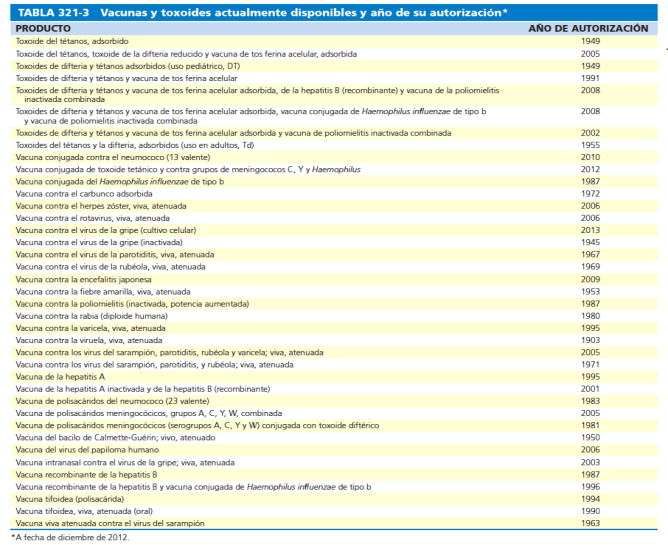 TABLA 321-3 Vacunas y toxoides actualmente disponibles y año de su autorización*
PRODUCTO AÑO DE AUTORIZACIÓN
Toxoide del tétanos, adsorbido 1949
Toxoide del tétanos, toxoide de la difteria reducido y vacuna de tos ferina acelular, adsorbida 2005
Toxoides de difteria y tétanos adsorbidos (uso pediátrico, DT) 1949
Toxoides de difteria y tétanos y vacuna de tos ferina acelular 1991
Toxoides de difteria y tétanos y vacuna de tos ferina acelular adsorbida, de la hepatitis B (recombinante) y vacuna de la poliomielitis 2008
inactivada combinada
Toxoides de difteria y tétanos y vacuna de tos ferina acelular adsorbida, vacuna conjugada de Haemophilus influenzae de tipo b 2008
y vacuna de poliomielitis inactivada combinada
Toxoides de difteria y tétanos y vacuna de tos ferina acelular adsorbida y vacuna de poliomielitis inactivada combinada 2002
Toxoides del tétanos y la difteria, adsorbidos (uso en adultos, Td) 1955
Vacuna conjugada contra el neumococo (13 valente) 2010
Vacuna conjugada de toxoide tetánico y contra grupos de meningococos C, Y y Haemophilus 2012
Vacuna conjugada del Haemophilus influenzae de tipo b 1987
Vacuna contra el carbunco adsorbida 1972
Vacuna contra el herpes zóster, viva, atenuada 2006
Vacuna contra el rotavirus, viva, atenuada 2006
Vacuna contra el virus de la gripe (cultivo celular) 2013
Vacuna contra el virus de la gripe (inactivada) 1945
Vacuna contra el virus de la parotiditis, viva, atenuada 1967
Vacuna contra el virus de la rubéola, viva, atenuada 1969
Vacuna contra la encefalitis japonesa 2009
Vacuna contra la fiebre amarilla, viva, atenuada 1953
Vacuna contra la poliomielitis (inactivada, potencia aumentada) 1987
Vacuna contra la rabia (diploide humana) 1980
Vacuna contra la varicela, viva, atenuada 1995
Vacuna contra la viruela, viva, atenuada 1903
Vacuna contra los virus del sarampión, parotiditis, rubéola y varicela; viva, atenuada 2005
Vacuna contra los virus del sarampión, parotiditis, y rubéola; viva, atenuada 1971
Vacuna de la hepatitis A 1995
Vacuna de la hepatitis A inactivada y de la hepatitis B (recombinante) 2001
Vacuna de polisacáridos del neumococo (23 valente) 1983
Vacuna de polisacáridos meningocócicos, grupos A, C, Y, W, combinada 2005
Vacuna de polisacáridos meningocócicos (serogrupos A, C, Y y W) conjugada con toxoide diftérico 1981
Vacuna del bacilo de Calmette-Guérin; vivo, atenuado 1950
Vacuna del virus del papiloma humano 2006
Vacuna intranasal contra el virus de la gripe; viva, atenuada 2003
Vacuna recombinante de la hepatitis B 1987
Vacuna recombinante de la hepatitis B y vacuna conjugada de Haemophilus influenzae de tipo b 1996
Vacuna tifoidea (polisacárida) 1994
Vacuna tifoidea, viva, atenuada (oral) 1990
Vacuna viva atenuada contra el virus del sarampión 1963
*A fecha de diciembre de 2012.